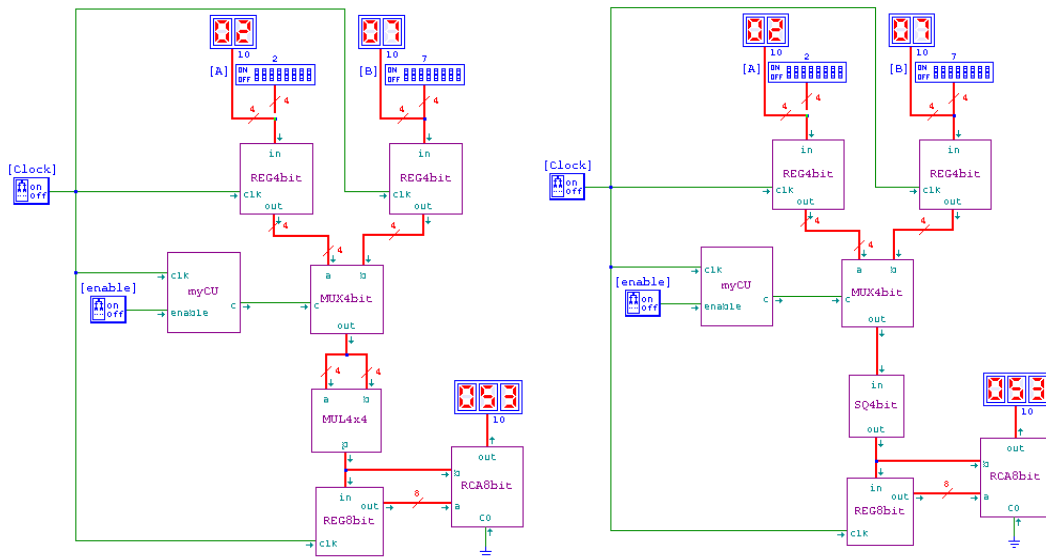 02
07
10
10
[A]
2
ON
OFF
[B]
7
ON
OFF
4
4
4
4
in
REG4bit
clk
out
in
REG4bit
clk
out
[Clock]
on
off
4
4
4
clk
myCU
enable
c
[enable]
on
off
a
b
MUX4bit
c
out
4
4
a
b
MUL4x4
p
053
10
out
b
RCA8bit
a
C0
in
out
REG8bit
clk
8
02
07
10
10
[A]
2
ON
OFF
[B]
7
ON
OFF
4
4
4
4
in
REG4bit
clk
out
in
REG4bit
clk
out
[Clock]
on
off
4
4
4
clk
myCU
enable
c
[enable]
on
off
a
b
MUX4bit
c
out
in
SQ4bit
out
053
10
out
b
RCA8bit
a
C0
in
out
REG8bit
clk
8